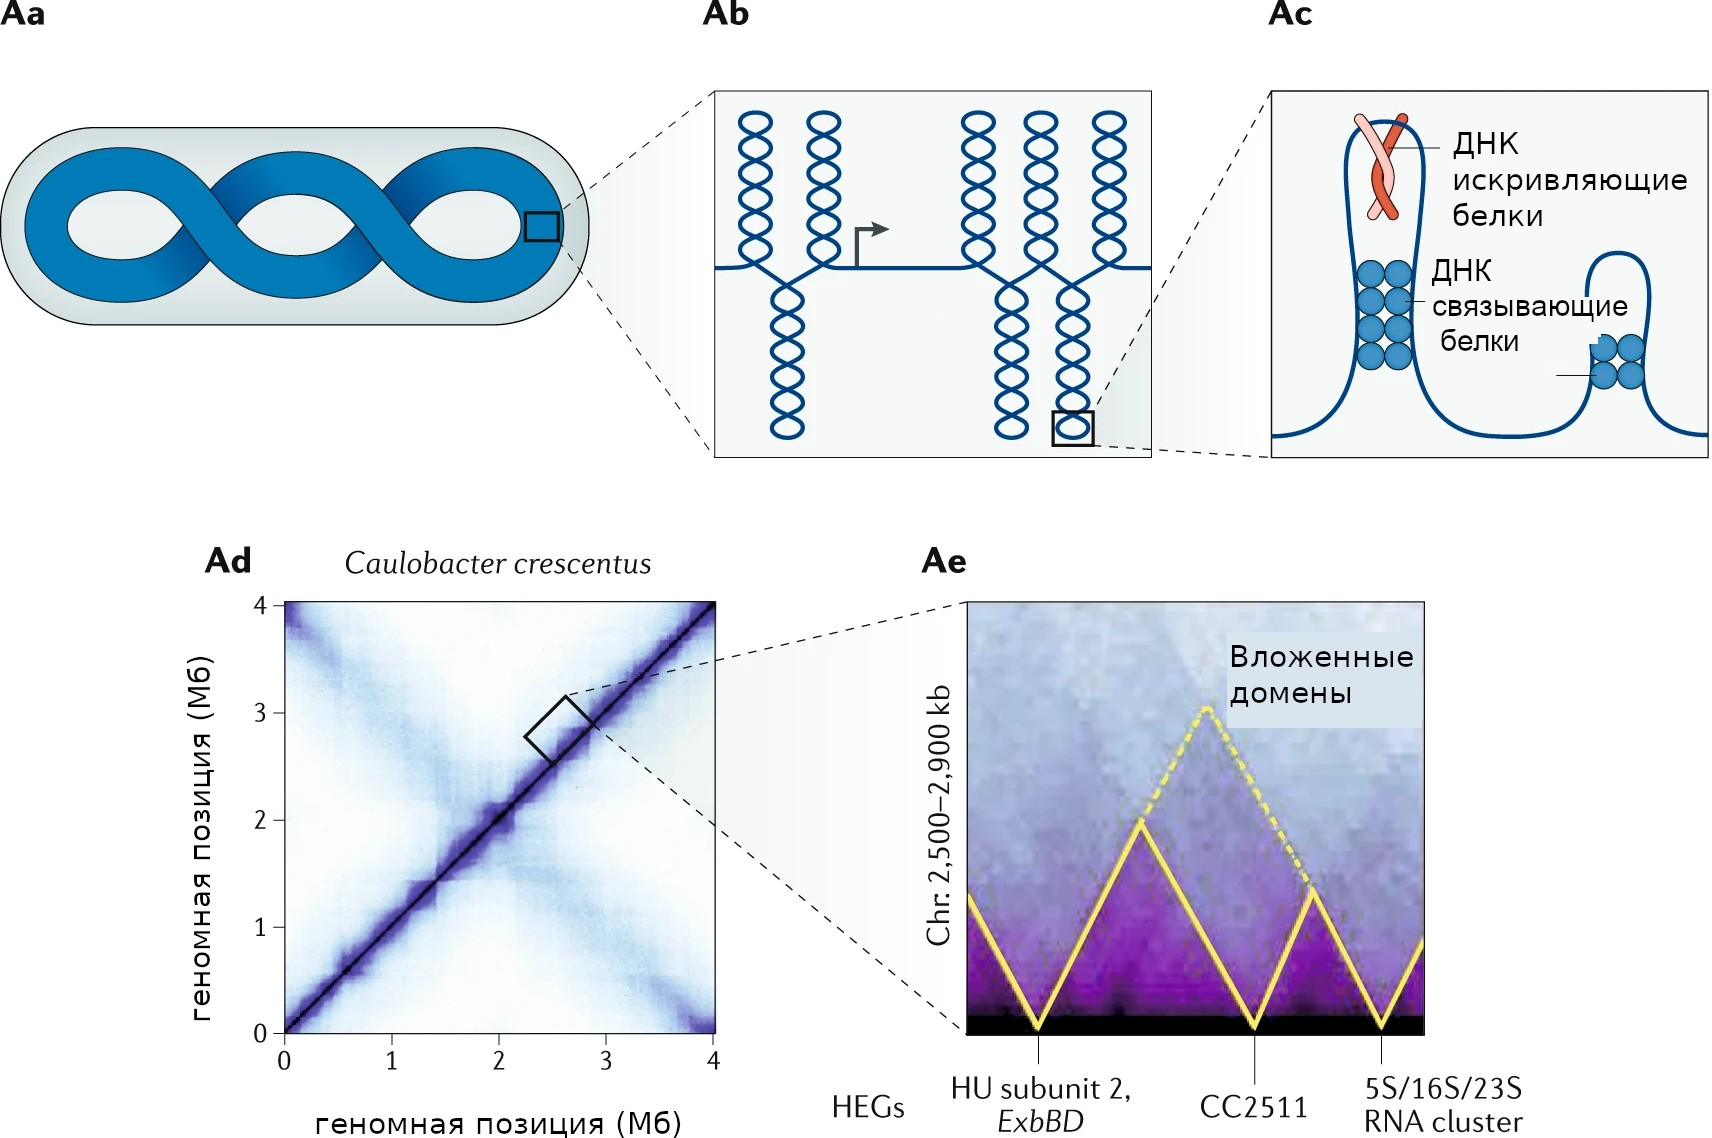 Aa
Ab
Ac
ДНК
искривляющие
белки
ДНК
связывающие
белки
Ad
Caulobacter crescentus
геномная позиция (Мб)
4
3
2
1
0
0
1
2
3
4
геномная позиция (Мб)
Ae
Вложенные
домены
Chr: 2,500–2,900 kb
HEGs
HU subunit 2,
ExbBD
CC2511
5S/16S/23S
RNA cluster